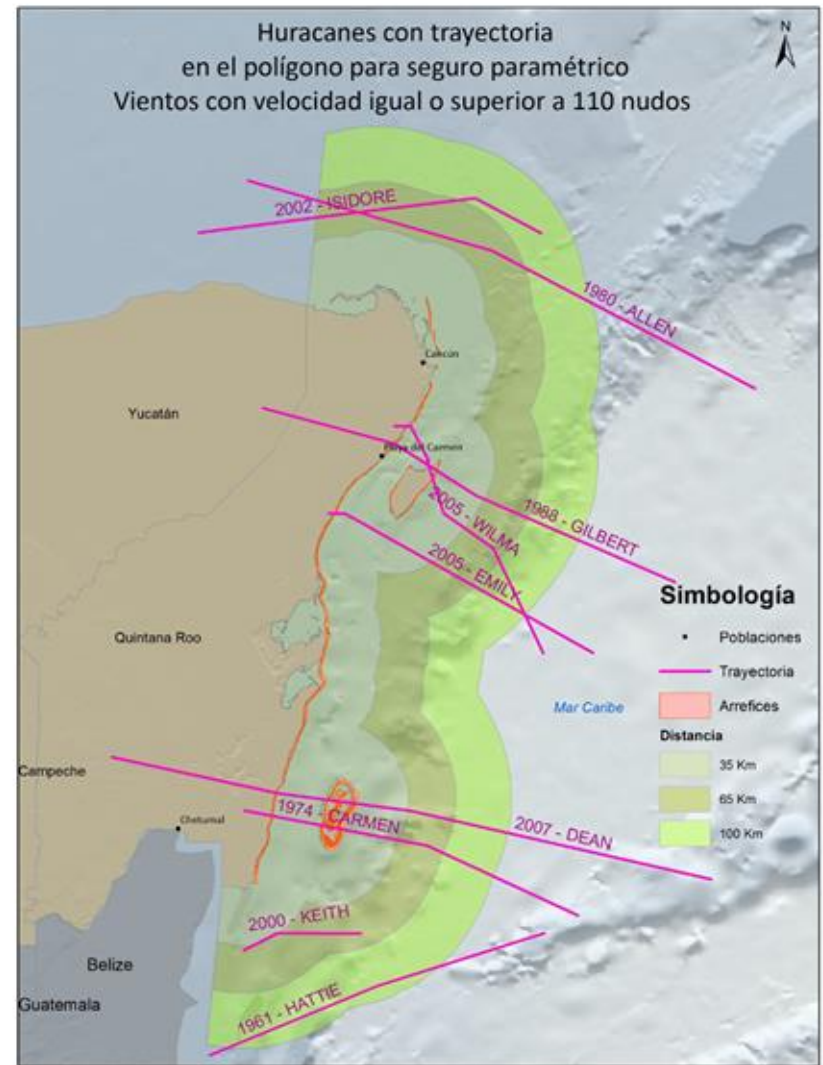 Huracanes con trayectoria
en el polígono para seguro paramétrico
Vientos con velocidad igual o superior a 110 nudos
N
2002 - ISIDORE
1980 - ALLEN
Cancún
Yucatán
Playa del Carmen
2005 - WILMA
1988 - GILBERT
2005 - EMILY
Simbología
Poblaciones
Trayectoria
Arrefices
Distancia
35 Km
65 Km
100 Km
Quintana Roo
Mar Caribe
Campeche
1974 - CARMEN
Chetumal
2007 - DEAN
2000 - KEITH
Belize
Guatemala
1961 - HATTIE